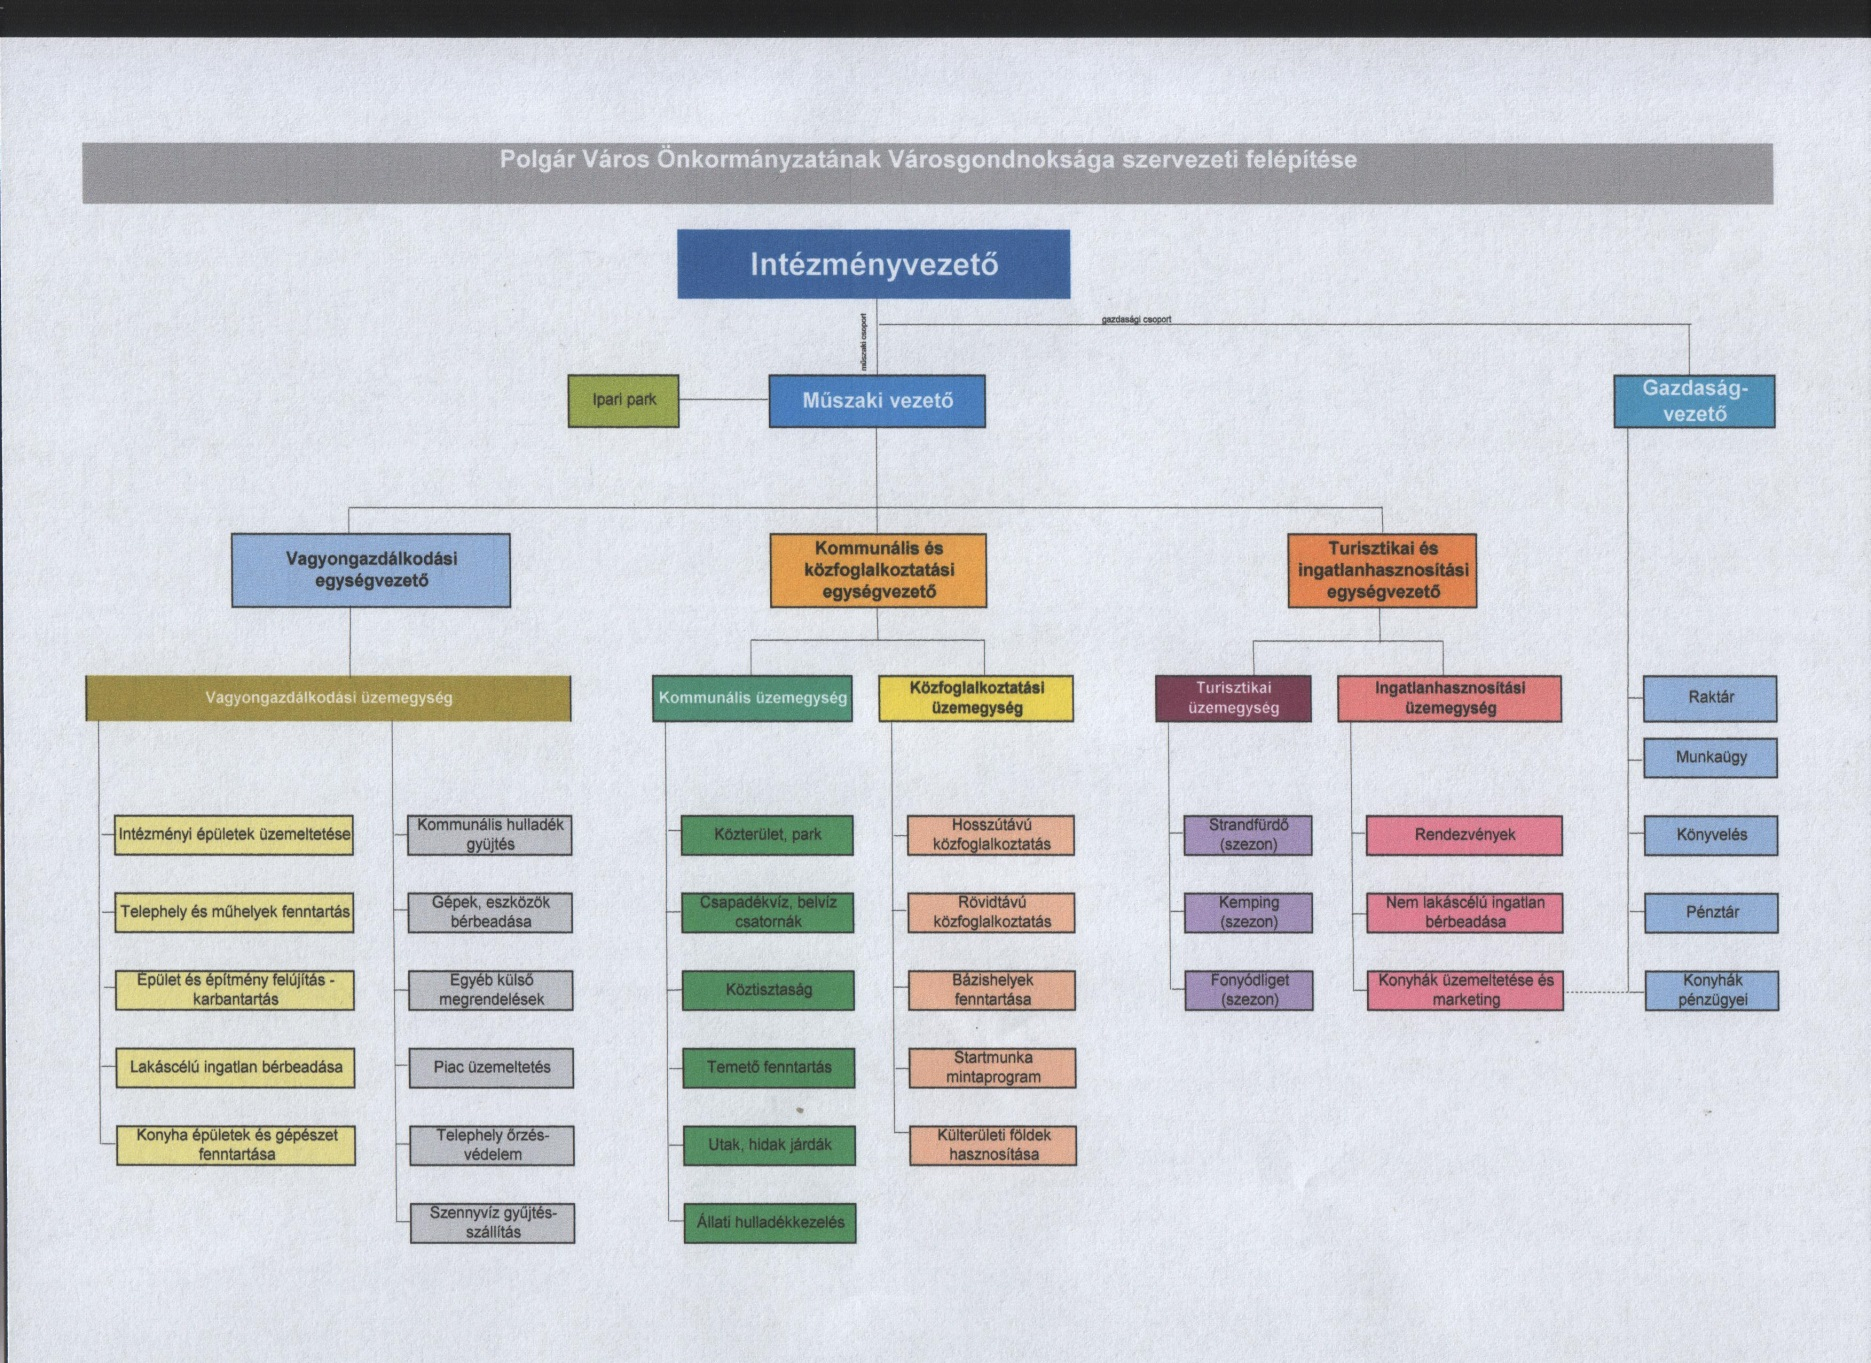 Polgár Város Önkormányzatának Városgondnoksága szervezeti felépítése
Intézményvezető
műszaki csoport
gazdasági csoport
Ipari park
Műszaki vezető
Gazdaság-
vezető
Vagyongazdálkodási
egységvezető
Kommunális és
közfoglalkoztatási
egységvezető
Turisztikai és
ingatlanhasznosítási
egységvezető
Vagyongazdálkodási üzemegység
Kommunális üzemegység
Közfoglalkoztatási
üzemegység
Turisztikai
üzemegység
Ingatlanhasznosítási
üzemegység
Raktár
Munkaügy
Intézményi épületek üzemeltetése
Kommunális hulladék
gyüjtés
Közterület, park
Hosszútávú
közfoglalkoztatás
Strandfürdő
(szezon)
Rendezvények
Könyvelés
Telephely és műhelyek fenntartás
Gépek, eszközök
bérbeadása
Csapadékvíz, belvíz
csatornák
Rövidtávú
közfoglalkoztatás
Kemping
(szezon)
Nem lakáscélú ingatlan
bérbeadása
Pénztár
Épület és építmény felújítás -
karbantartás
Egyéb külső
megrendelések
Köztisztaság
Bázishelyek
fenntartása
Fonyódliget
(szezon)
Konyhák üzemeltetése és
marketing
Konyhák
pénzügyei
Lakáscélú ingatlan bérbeadása
Piac üzemeltetés
Temető fenntartás
Startmunka
mintaprogram
Konyha épületek és gépészet
fenntartása
Telephely őrzés-
védelem
Utak, hidak járdák
Külterületi földek
hasznosítása
Szennyvíz gyűjtés-
szállítás
Állati hulladékkezelés